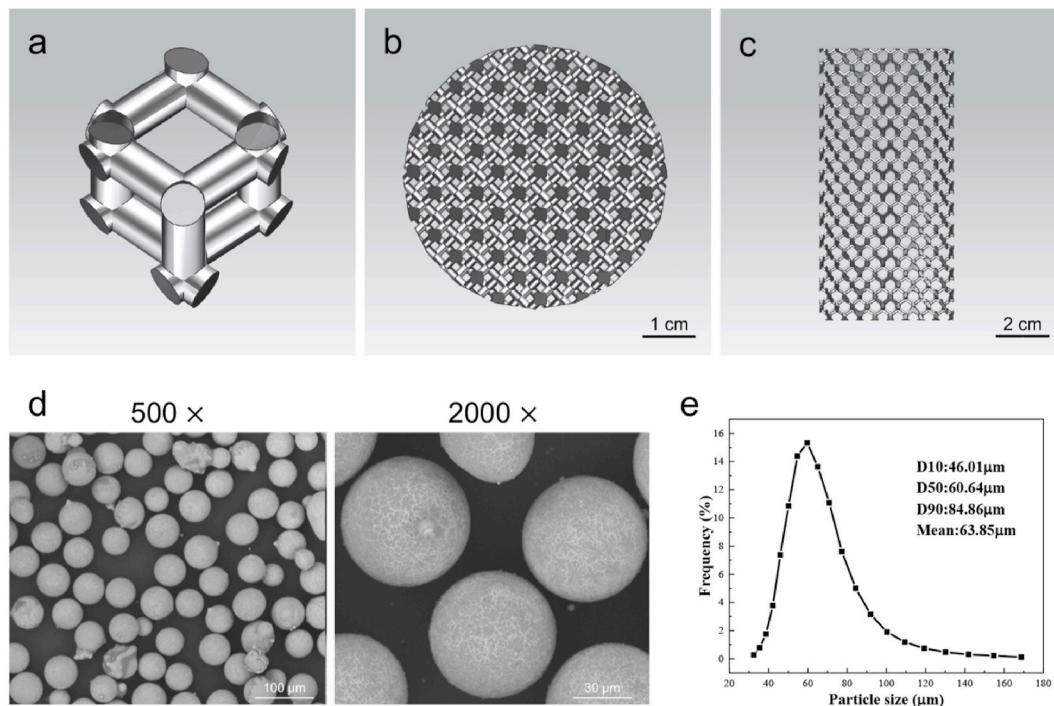 a
b
c
1 cm
2 cm
d
500 ×
2000 ×
100 μm
30 μm
e
16
14
12
10
8
6
4
2
0
D10:46.01μm
D50:60.64μm
D90:84.86μm
Mean:63.85μm
Frequency (%)
20 40 60 80 100 120 140 160 180
Particle size (μm)